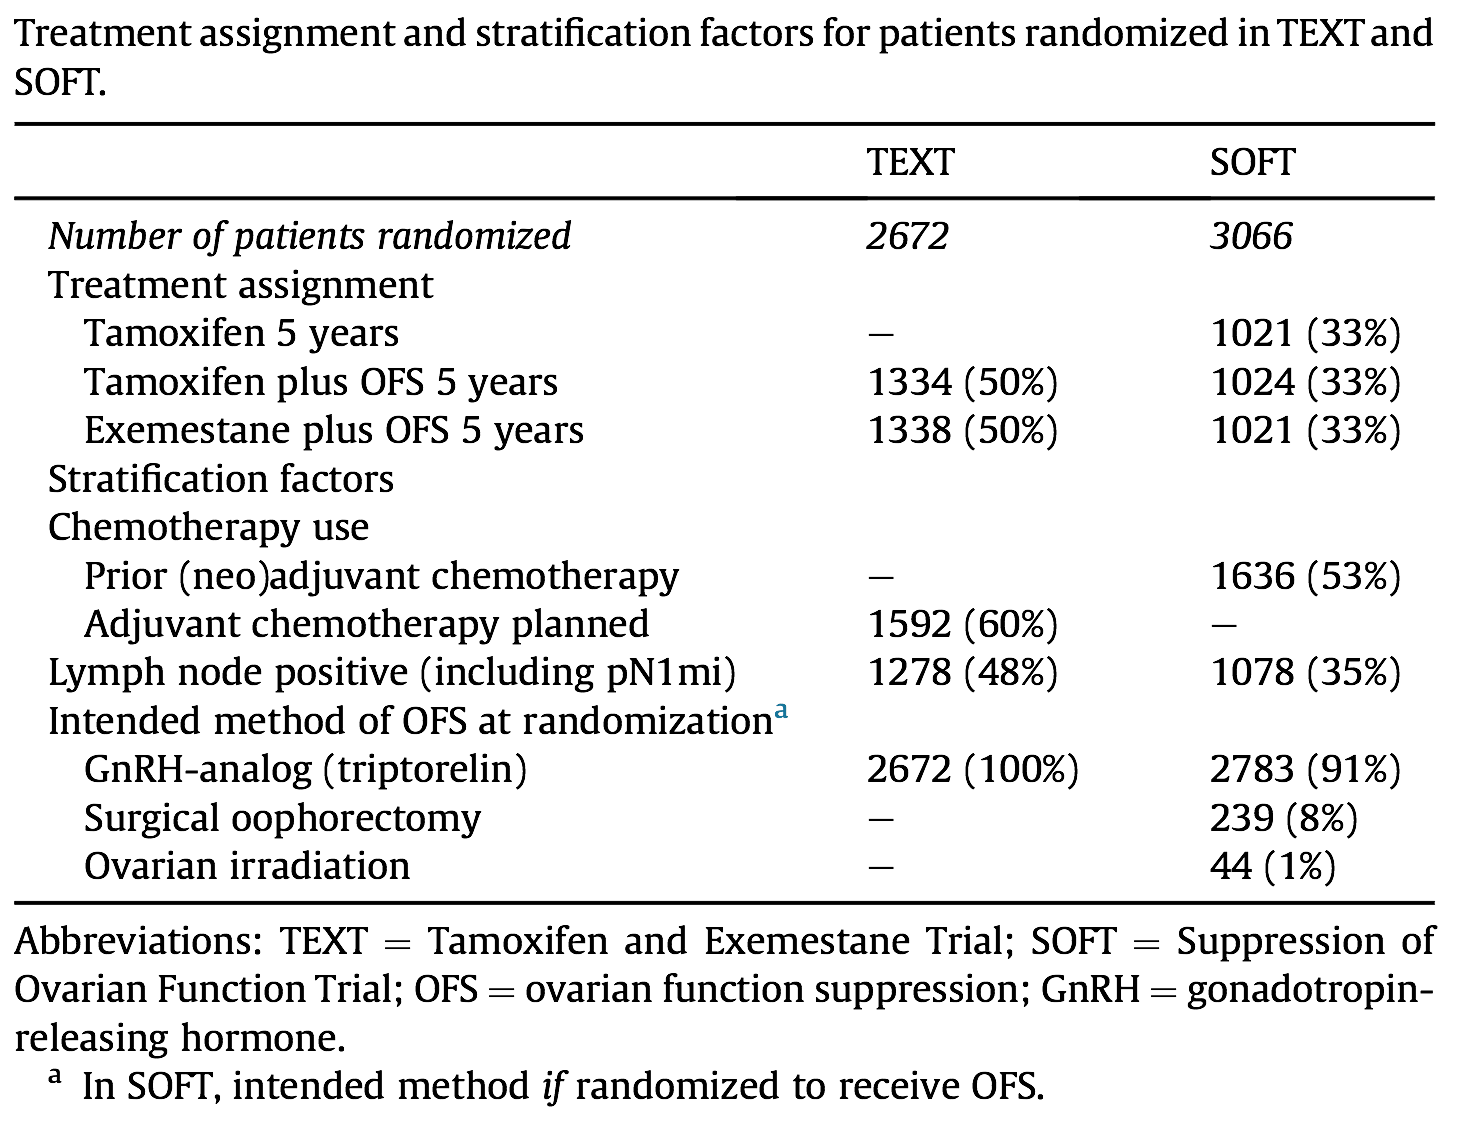 Treatment assignment and stratification factors for patients randomized in TEXT and
SOFT.
TEXT SOFT
Number of patients randomized 2672 3066
Treatment assignment
Tamoxifen 5 years — 1021 (33%)
Tamoxifen plus OFS 5 years 1334 (50%) 1024 (33%)
Exemestane plus OFS 5 years 1338 (50%) 1021 (33%)
Stratification factors
Chemotherapy use
Prior (neo)adjuvant chemotherapy — 1636 (53%)
Adjuvant chemotherapy planned 1592 (60%) —
Lymph node positive (including pN1mi) 1278 (48%) 1078 (35%)
Intended method of OFS at randomizationa
GnRH-analog (triptorelin) 2672 (100%) 2783 (91%)
Surgical oophorectomy — 239 (8%)
Ovarian irradiation — 44 (1%)
Abbreviations: TEXT = Tamoxifen and Exemestane Trial; SOFT = Suppression of
Ovarian Function Trial; OFS = ovarian function suppression; GnRH = gonadotropin-
releasing hormone.
a In SOFT, intended method if randomized to receive OFS.